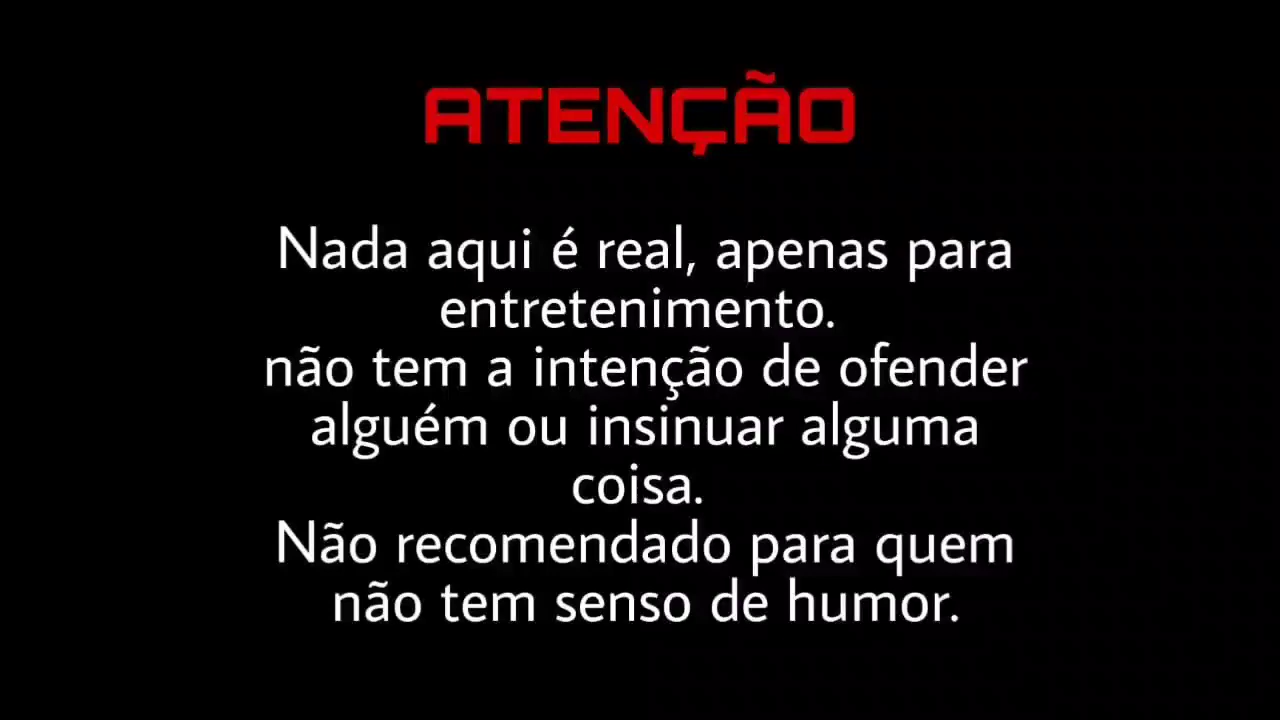 ATENÇÃO
Nada aqui é real, apenas para
entretenimento.
não tem a intenção de ofender
alguém ou insinuar alguma
coisa.
Não recomendado para quem
não tem senso de humor.